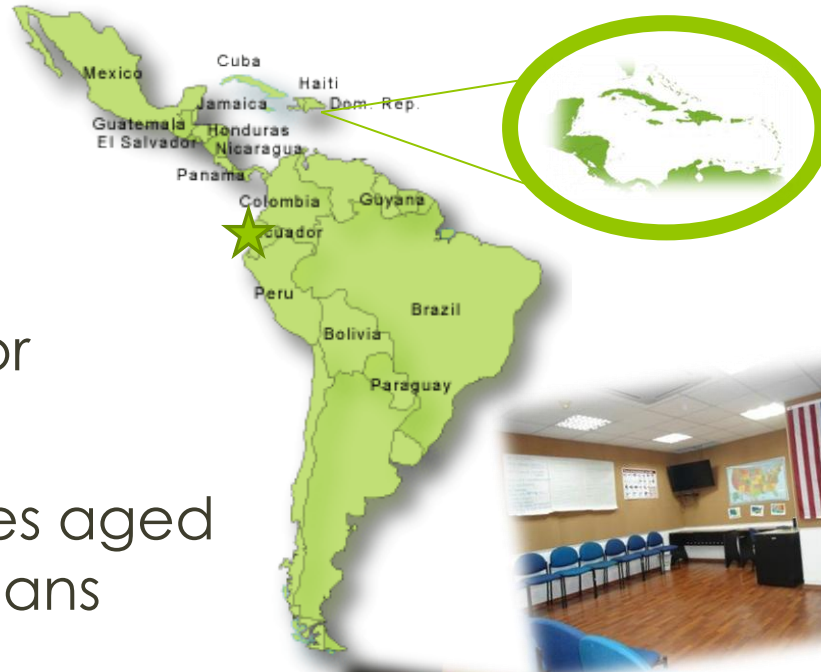 Cuba
Haiti
Mexico
Jamaica
Dom. Rep.
Guatemala
Honduras
El Salvador
Nicaragua
Panama
Colombia
Guyana
cuador
Peru
Brazil
Bolivia
Paraguay
or
es aged
ans